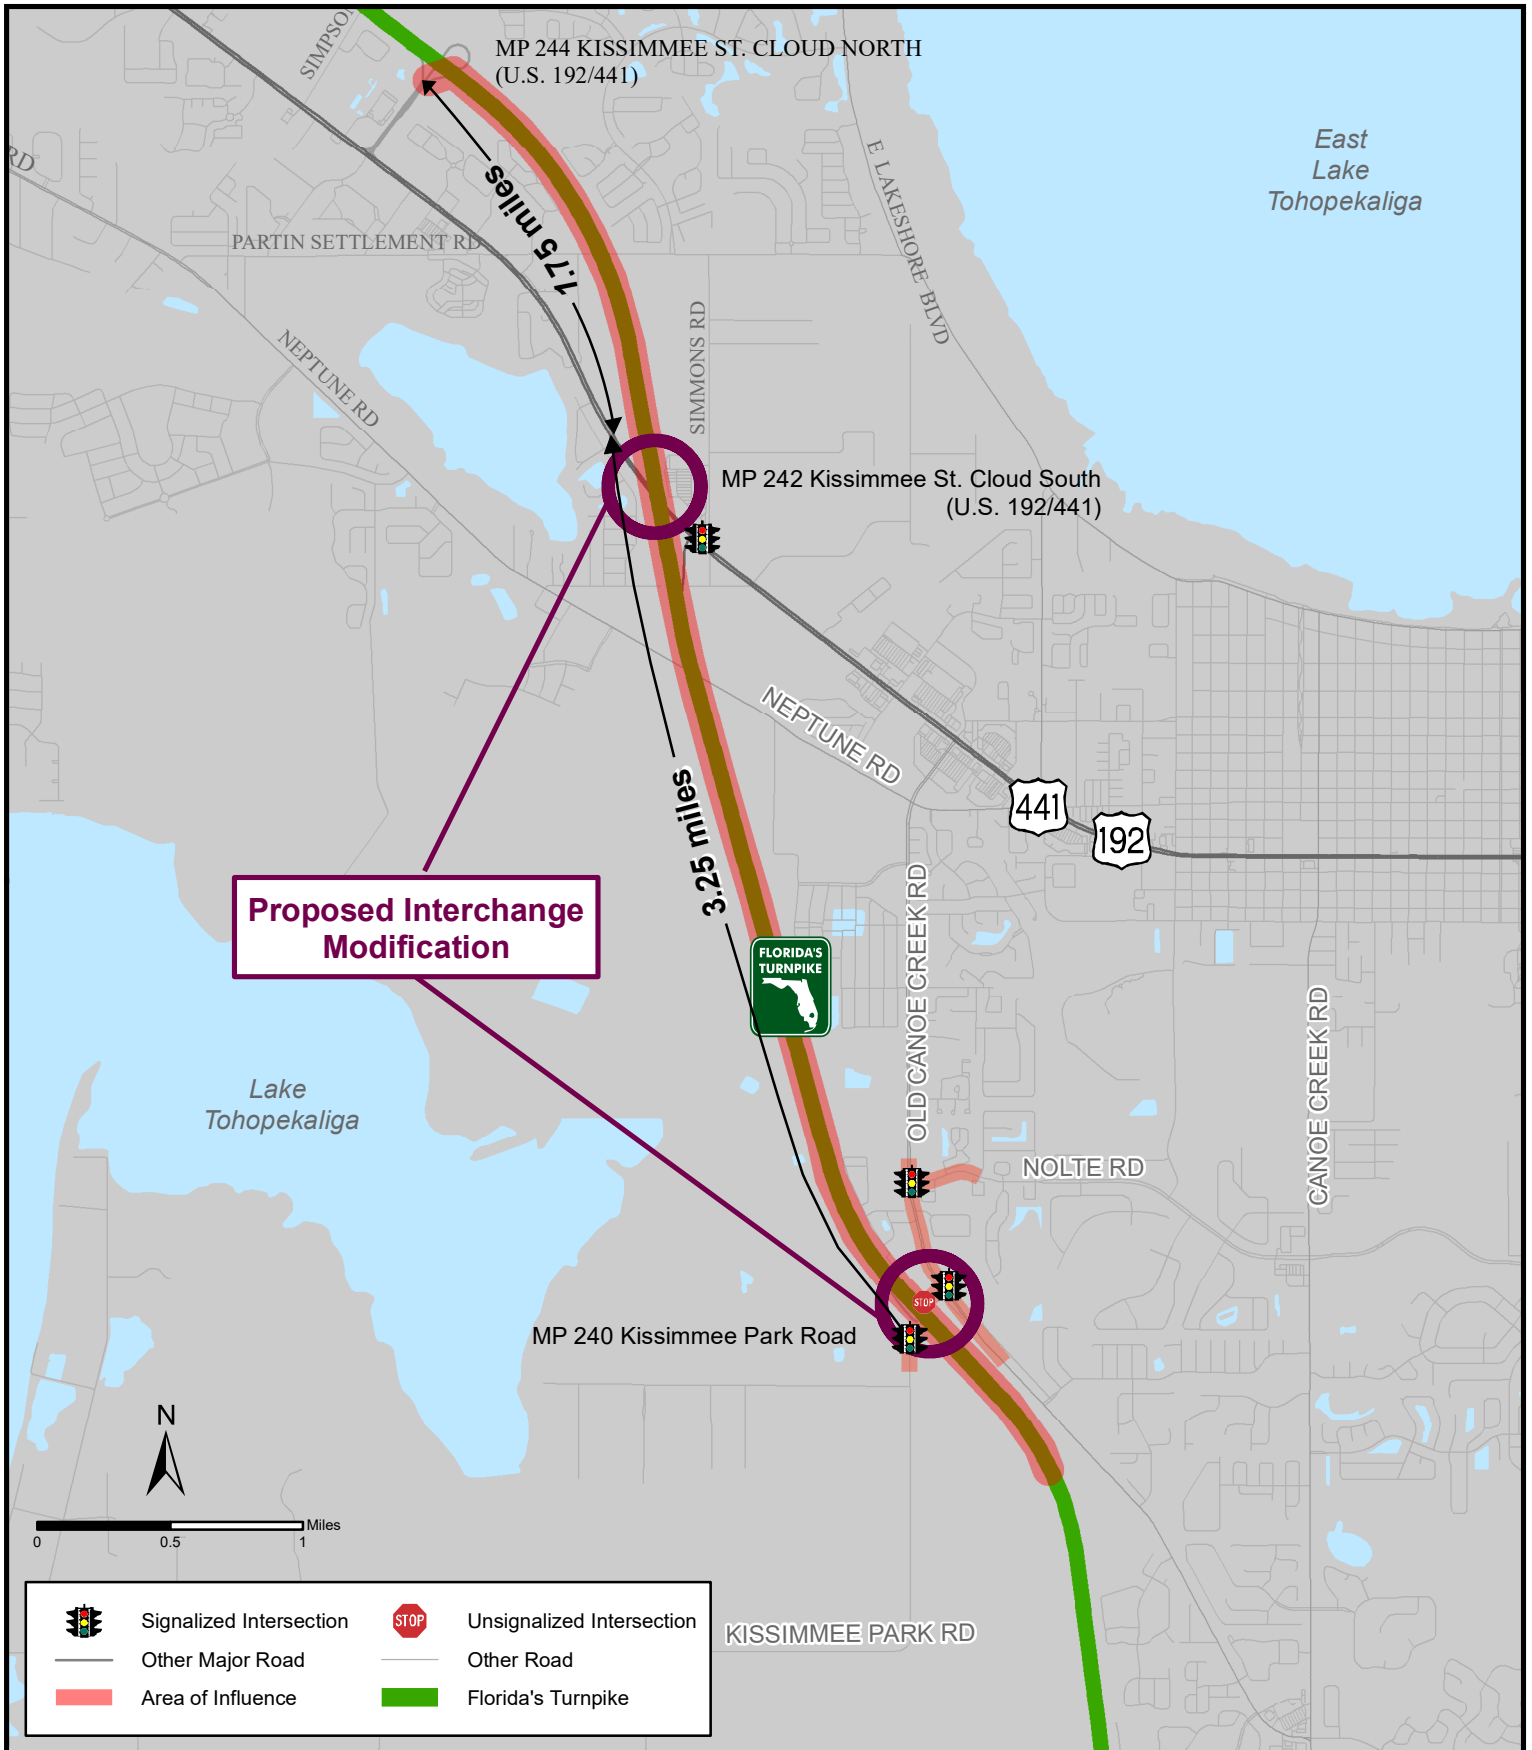 SIMPSON
MP 244 KISSIMMEE ST. CLOUD NORTH
(U.S. 192/441)
RD
East
Lake
Tohopekaliga
E LAKESHORE BLVD
1.75 miles
PARTIN SETTLEMENT RD
NEPTUNE RD
SIMMONS RD
MP 242 Kissimmee St. Cloud South
(U.S. 192/441)
NEPTUNE RD
441
192
3.25 miles
Proposed Interchange
Modification
FLORIDA'S
TURNPIKE
OLD CANOE CREEK RD
CANOE CREEK RD
Lake
Tohopekaliga
NOLTE RD
STOP
MP 240 Kissimmee Park Road
N
Miles
0 0.5 1
Signalized Intersection
STOP
Unsignalized Intersection
Other Major Road
Other Road
Area of Influence
Florida's Turnpike
KISSIMMEE PARK RD